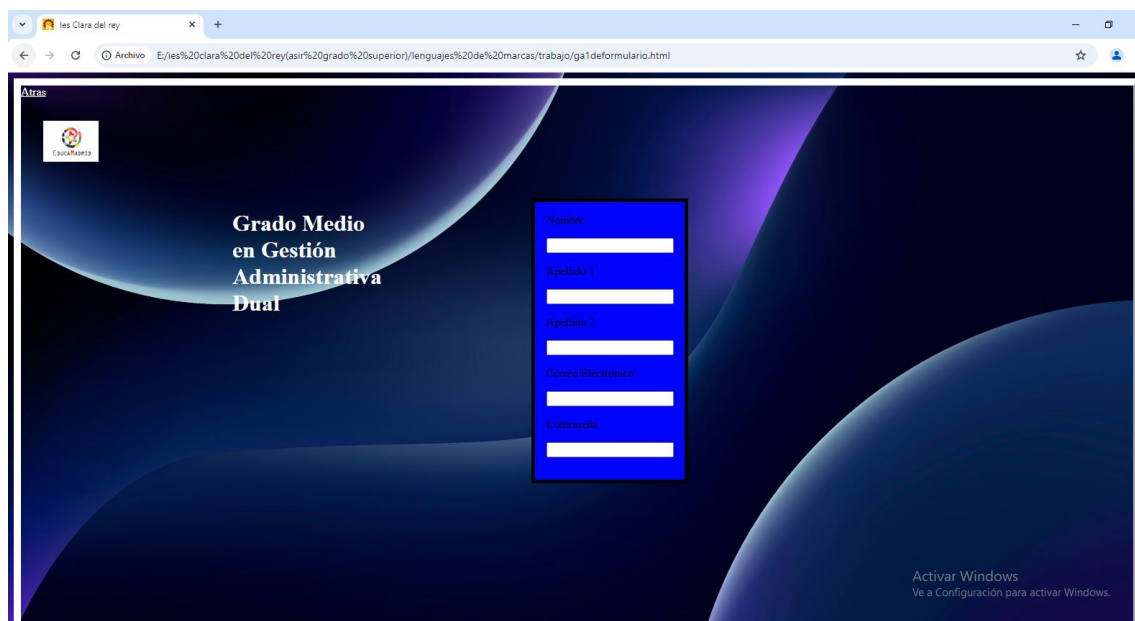 Ies Clara del rey
Archivo E:/ies%20clara%20del%20rey(asir%20grado%20superior)/lenguajes%20de%20marcas/trabajo/ga1deformulario.html
Atras
EDUCAMADRID
Grado Medio
en Gestión
Administrativa
Dual
Nombre
Apellido 1
Apellido 2
Correo Electronico
Contraseña
Activar Windows
Ve a Configuración para activar Windows.